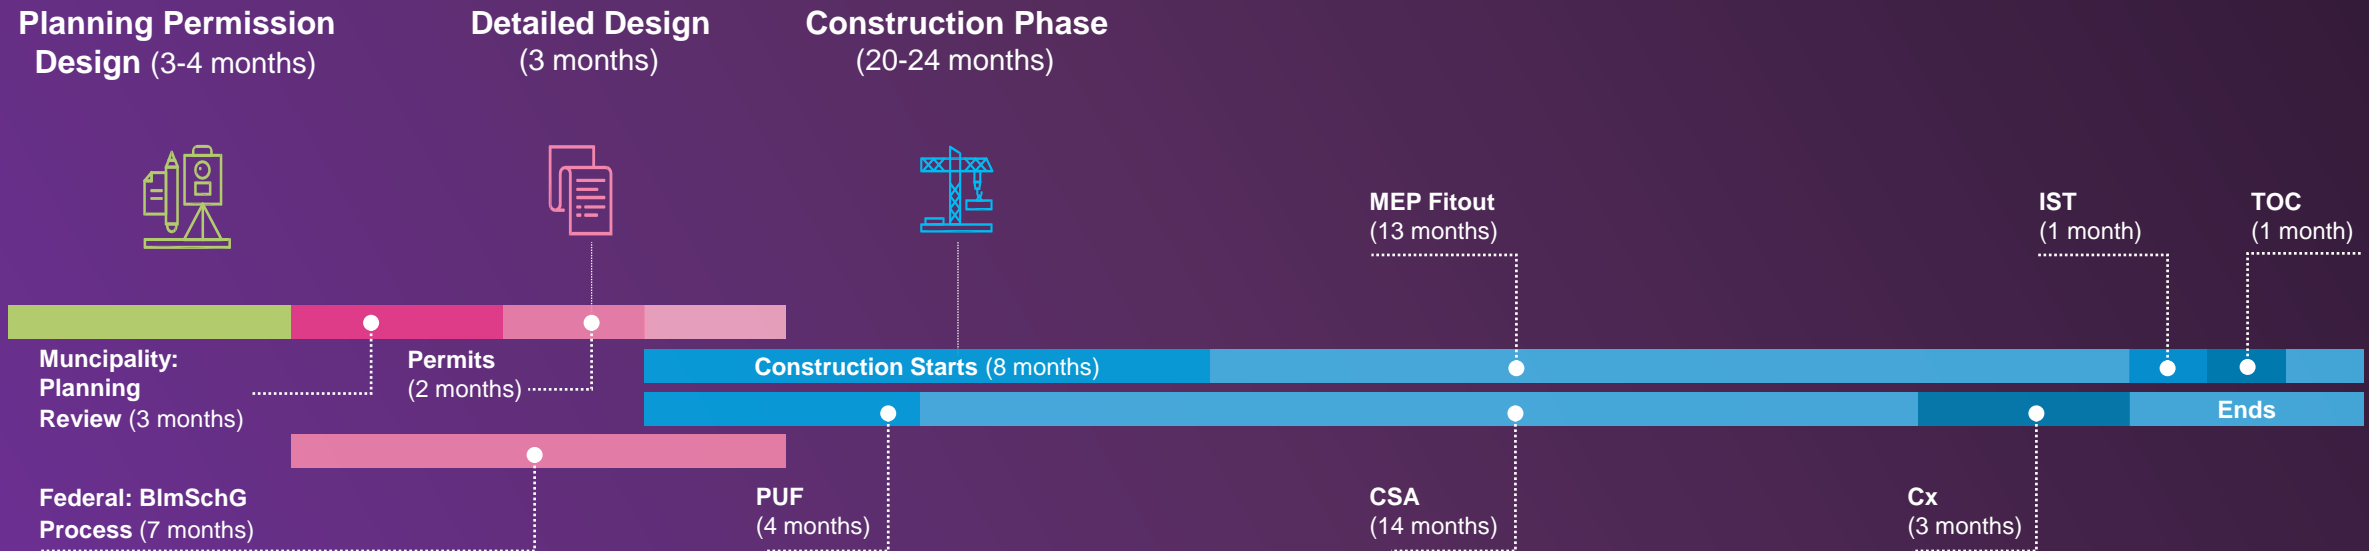 Planning Permission
Design (3-4 months)
Detailed Design
(3 months)
Construction Phase
(20-24 months)
MEP Fitout
(13 months)
IST
(1 month)
TOC
(1 month)
Muncipality:
Planning
Review (3 months)
Permits
(2 months)
Construction Starts (8 months)
Ends
Federal: BlmSchG
Process (7 months)
PUF
(4 months)
CSA
(14 months)
Cx
(3 months)